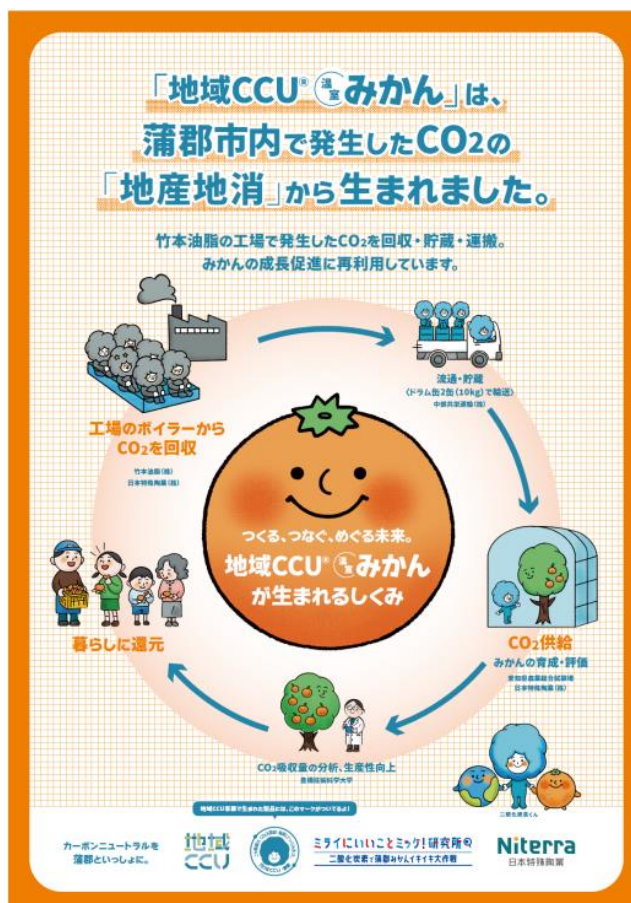 「地域CCU®温室みかん」は、
蒲郡市内で発生したCO2の
「地産地消」から生まれました。
竹本油脂の工場で発生したCO2を回収・貯蔵・運搬。
みかんの成長促進に再利用しています。
流通・貯蔵
〈ドラム缶2缶(10kg)で輸送〉
中部共栄運輸(株)
工場のボイラーから
CO2を回収
竹本油脂(株)
日本特殊陶業(株)
つくる、つなぐ、めぐる未来。
地域CCU®温室みかん
が生まれるしくみ
CO2供給
みかんの育成・評価
愛知県農業総合試験場
日本特殊陶業(株)
暮らしに還元
CO2吸収量の分析、生産性向上
豊橋技術科学大学
二酸化炭素くん
地域CCU事業で生まれた製品には、このマークがついてるよ!
カーボンニュートラルを
蒲郡といっしょに。
地域
CCU
ミライにいいことミック!研究所
二酸化炭素で蒲郡みかんイキイキ大作戦
Niterra
日本特殊陶業